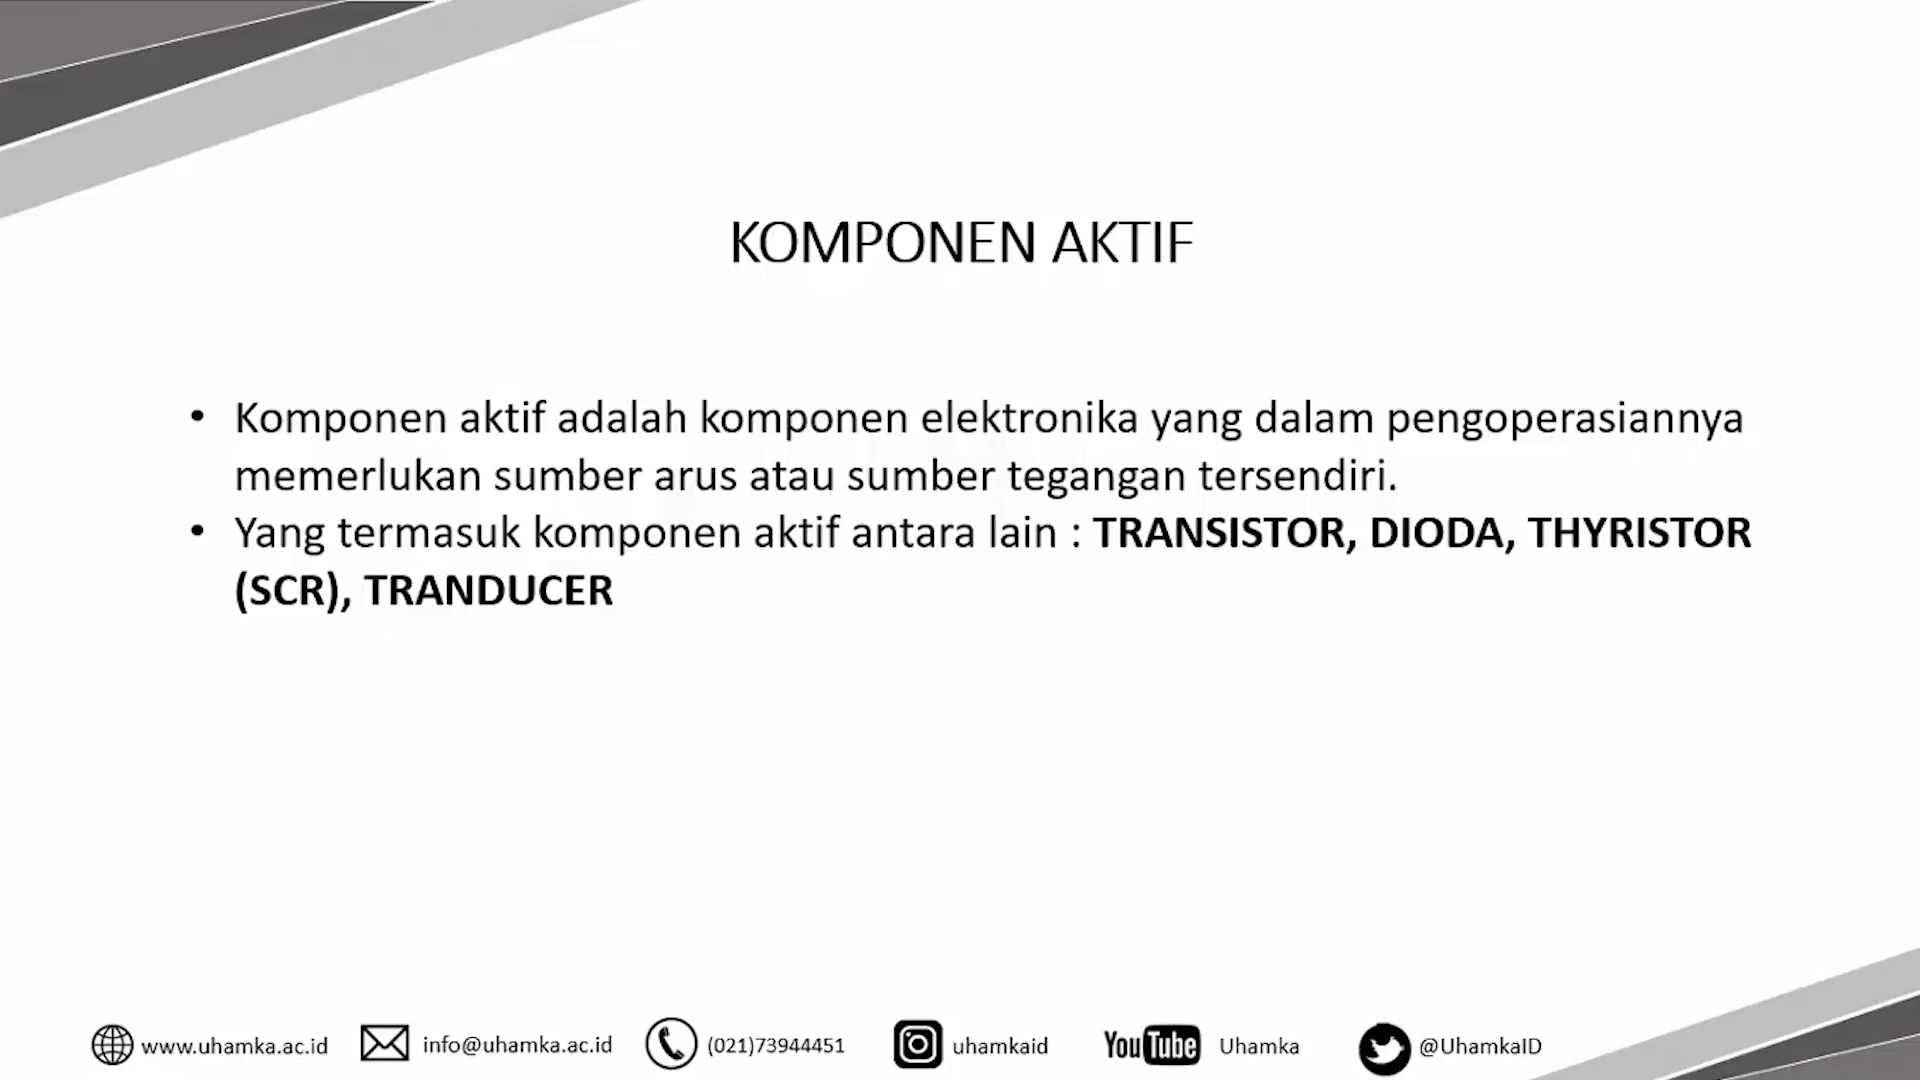 KOMPONEN AKTIF
• Komponen aktif adalah komponen elektronika yang dalam pengoperasiannya
memerlukan sumber arus atau sumber tegangan tersendiri.
• Yang termasuk komponen aktif antara lain : TRANSISTOR, DIODA, THYRISTOR
(SCR), TRANDUCER
www.uhamka.ac.id info@uhamka.ac.id (021)73944451 uhamkaid YouTube Uhamka @UhamkaID